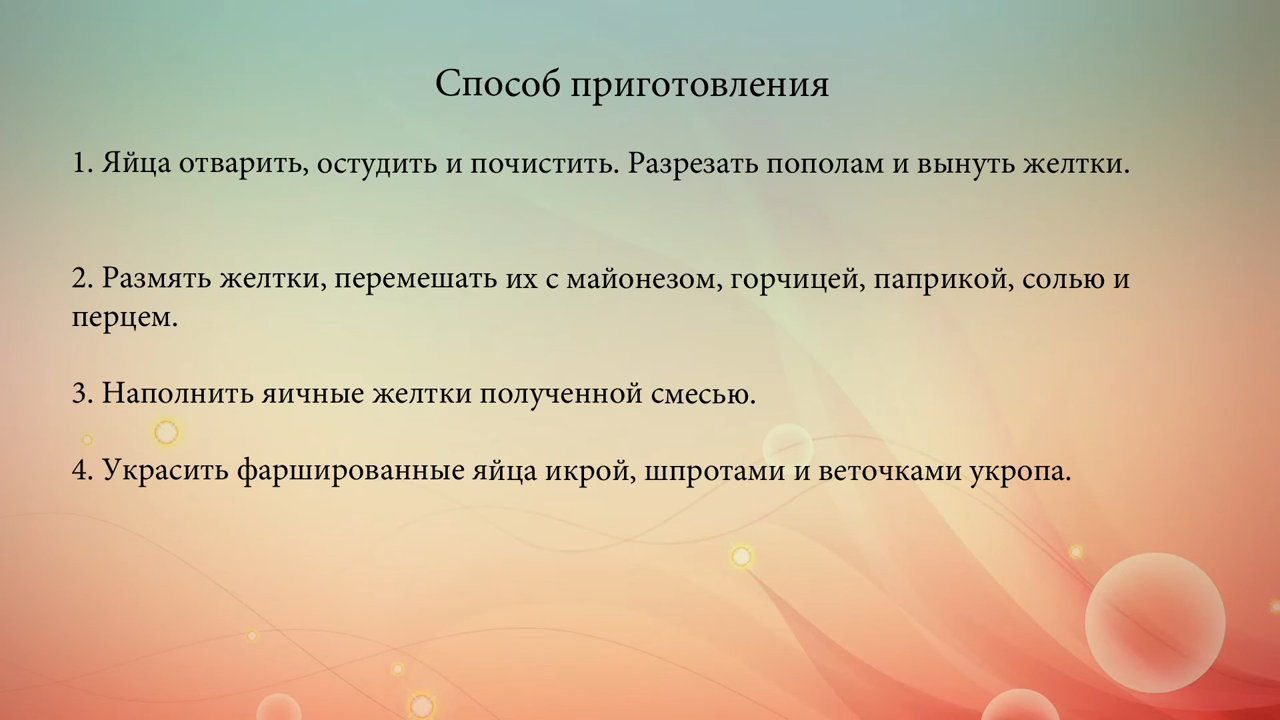 Способ приготовления
1. Яйца отварить, остудить и почистить. Разрезать пополам и вынуть желтки.
2. Размять желтки, перемешать их с майонезом, горчицей, паприкой, солью и
перцем.
3. Наполнить яичные желтки полученной смесью.
4. Украсить фаршированные яйца икрой, шпротами и веточками укропа.